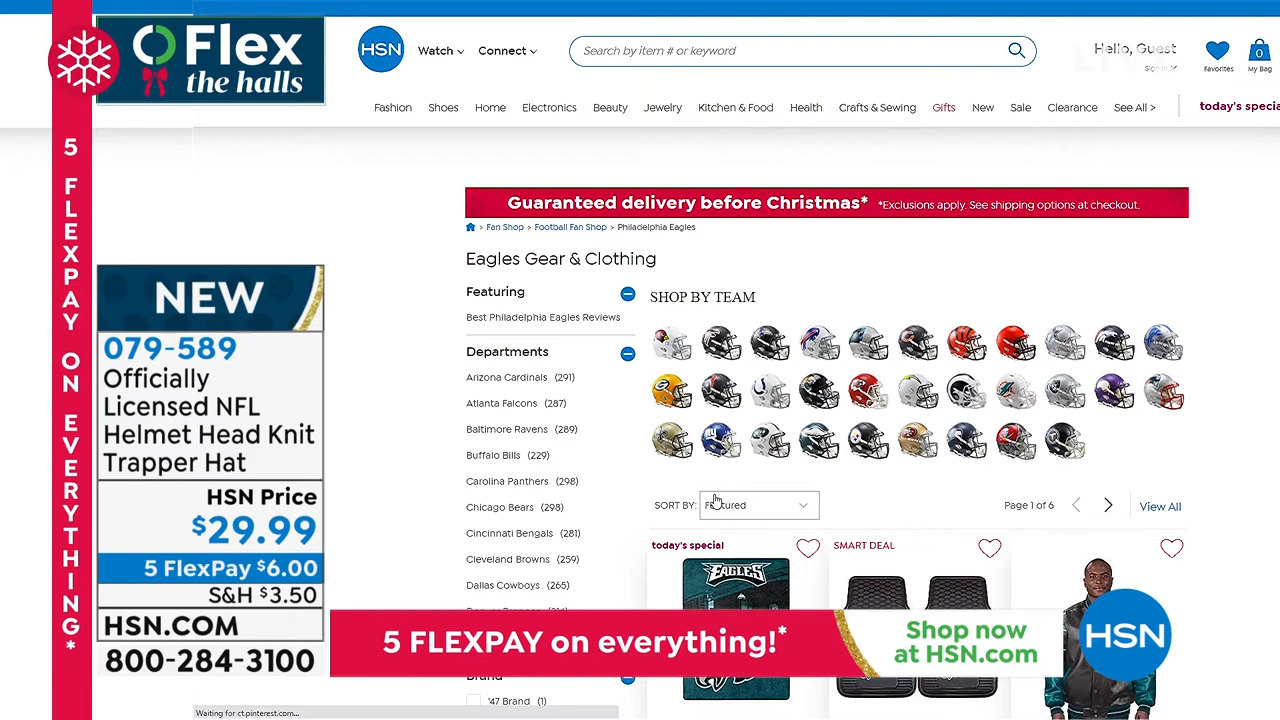 Flex
the halls
5 FLEXPAY ON EVERYTHING*
HSN
Watch
Connect
Search by item # or keyword
Hello, Guest
Sign In
Favorites
0
My Bag
Fashion
Shoes
Home
Electronics
Beauty
Jewelry
Kitchen & Food
Health
Crafts & Sewing
Gifts
New
Sale
Clearance
See All >
today's specia
Guaranteed delivery before Christmas* *Exclusions apply. See shipping options at checkout.
> Fan Shop > Football Fan Shop > Philadelphia Eagles
Eagles Gear & Clothing
Featuring
Best Philadelphia Eagles Reviews
Departments
Arizona Cardinals (291)
Atlanta Falcons (287)
Baltimore Ravens (289)
Buffalo Bills (229)
Carolina Panthers (298)
Chicago Bears (298)
Cincinnati Bengals (281)
Cleveland Browns (259)
Dallas Cowboys (265)
Brand
'47 Brand (1)
SHOP BY TEAM
SORT BY:
Featured
Page 1 of 6
View All
today's special
SMART DEAL
EAGLES
NEW
079-589
Officially
Licensed NFL
Helmet Head Knit
Trapper Hat
HSN Price
$29.99
5 FlexPay $6.00
S&H $3.50
HSN.COM
800-284-3100
5 FLEXPAY on everything!*
Shop now
at HSN.com
HSN
Waiting for ct.pinterest.com...